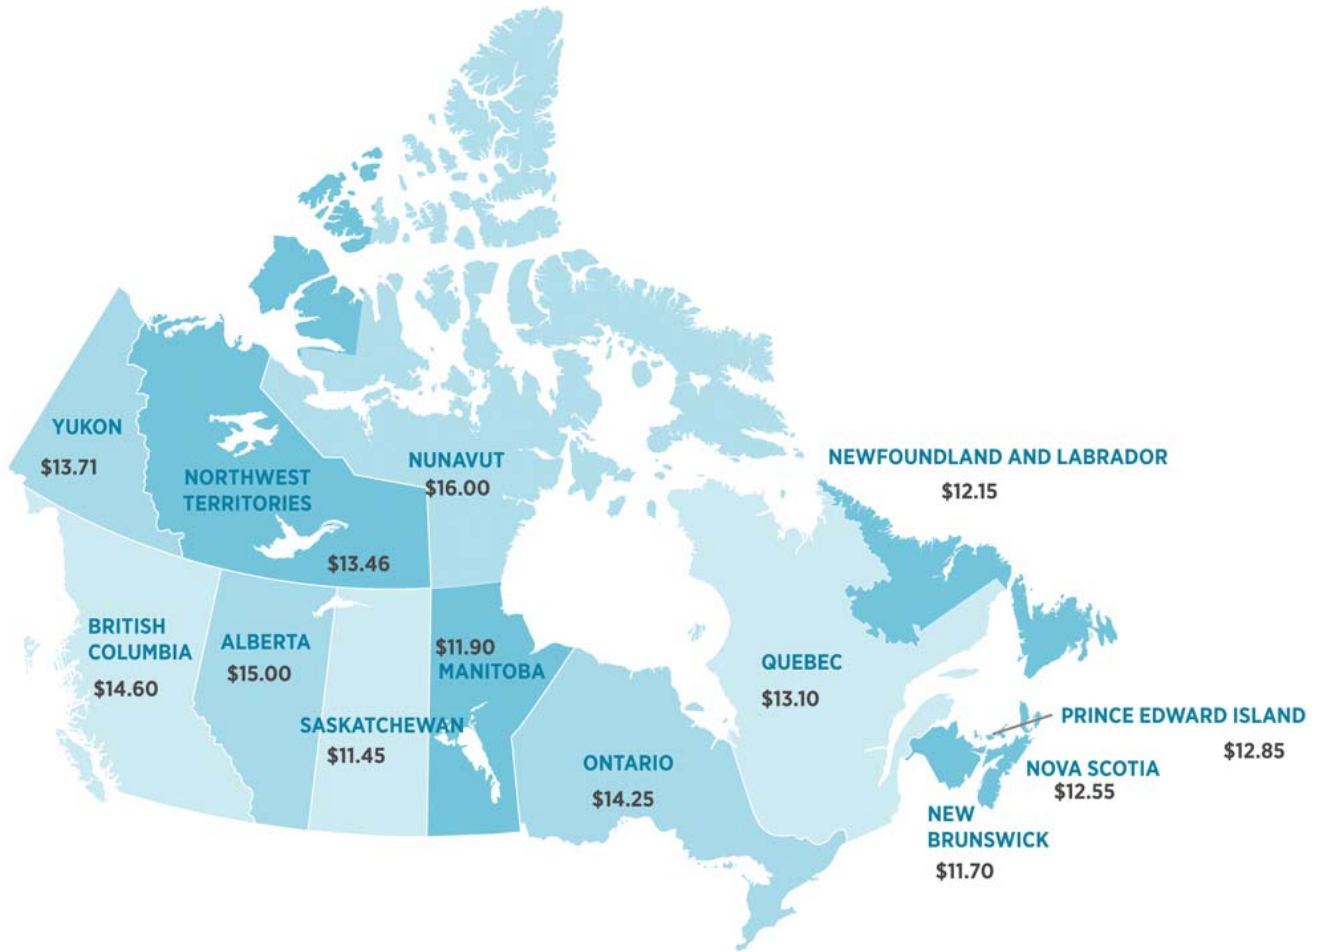 YUKON
$13.71
NORTHWEST
TERRITORIES
$13.46
NUNAVUT
$16.00
NEWFOUNDLAND AND LABRADOR
$12.15
BRITISH
COLUMBIA
$14.60
ALBERTA
$15.00
SASKATCHEWAN
$11.45
$11.90
MANITOBA
ONTARIO
$14.25
QUEBEC
$13.10
PRINCE EDWARD ISLAND
$12.85
NOVA SCOTIA
$12.55
NEW
BRUNSWICK
$11.70